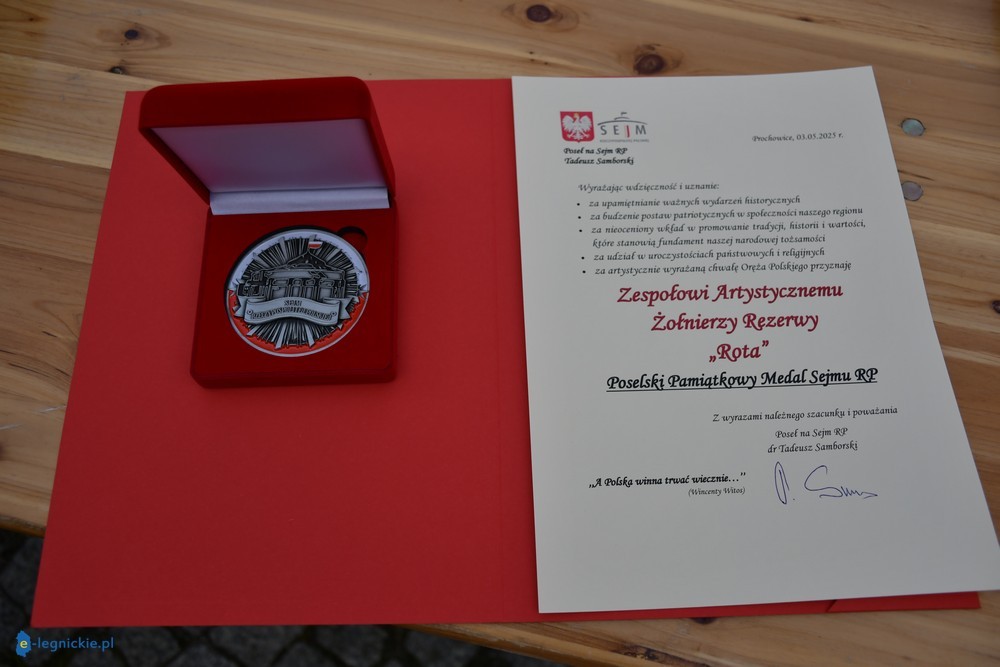 SEJM
Poseł na Sejm RP
Tadeusz Samborski
Prochowice, 03.05.2025 r.
Wyrażając wdzięczność i uznanie:
• za upamiętnianie ważnych wydarzeń historycznych
• za budzenie postaw patriotycznych w społeczności naszego regionu
• za nieoceniony wkład w promowanie tradycji, historii i wartości,
które stanowią fundament naszej narodowej tożsamości
• za udział w uroczystościach państwowych i religijnych
• za artystycznie wyrażaną chwałę Oręża Polskiego przyznaję
Zespołowi Artystycznemu
Żołnierzy Rezerwy
„Rota”
Poselski Pamiątkowy Medal Sejmu RP
Z wyrazami należnego szacunku i poważania
Poseł na Sejm RP
dr Tadeusz Samborski
„A Polska winna trwać wiecznie…”
(Wincenty Witos)
SEJM
RZECZYPOSPOLITEJ POLSKIEJ
e-legnickie.pl